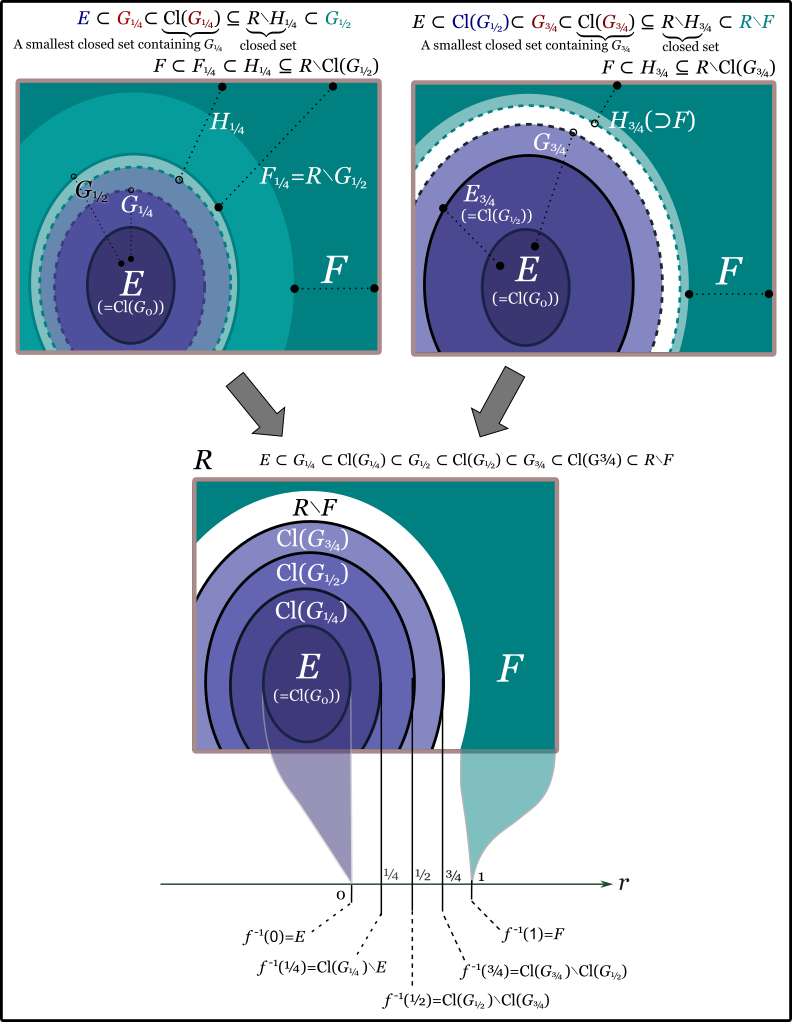 E ⊂ G¼ ⊂ Cl(G¼) ⊆ R∖H¼ ⊂ G½
A smallest closed set containing G¼ closed set
F ⊂ F¼ ⊂ H¼ ⊆ R∖Cl(G½)
H¼
F¼=R∖G½
G½
G¼
E
(=Cl(G₀))
F
E ⊂ Cl(G½)⊂ G¾⊂ Cl(G¾) ⊆ R∖H¾ ⊂ R∖F
A smallest closed set containing G¾ closed set
F ⊂ H¾ ⊆ R∖Cl(G¾)
H¾(⊃F)
G¾
E¾
(=Cl(G½))
E
(=Cl(G₀))
F
R
E ⊂ G¼ ⊂ Cl(G¼) ⊂ G½ ⊂ Cl(G½) ⊂ G¾ ⊂ Cl(G¾) ⊂ R∖F
R∖F
Cl(G¾)
Cl(G½)
Cl(G¼)
E
(=Cl(G₀))
F
0 ¼ ½ ¾ 1 r
f⁻¹(0)=E
f⁻¹(1)=F
f⁻¹(¼)=Cl(G¼)∖E
f⁻¹(¾)=Cl(G¾)∖Cl(G½)
f⁻¹(½)=Cl(G½)∖Cl(G¾)